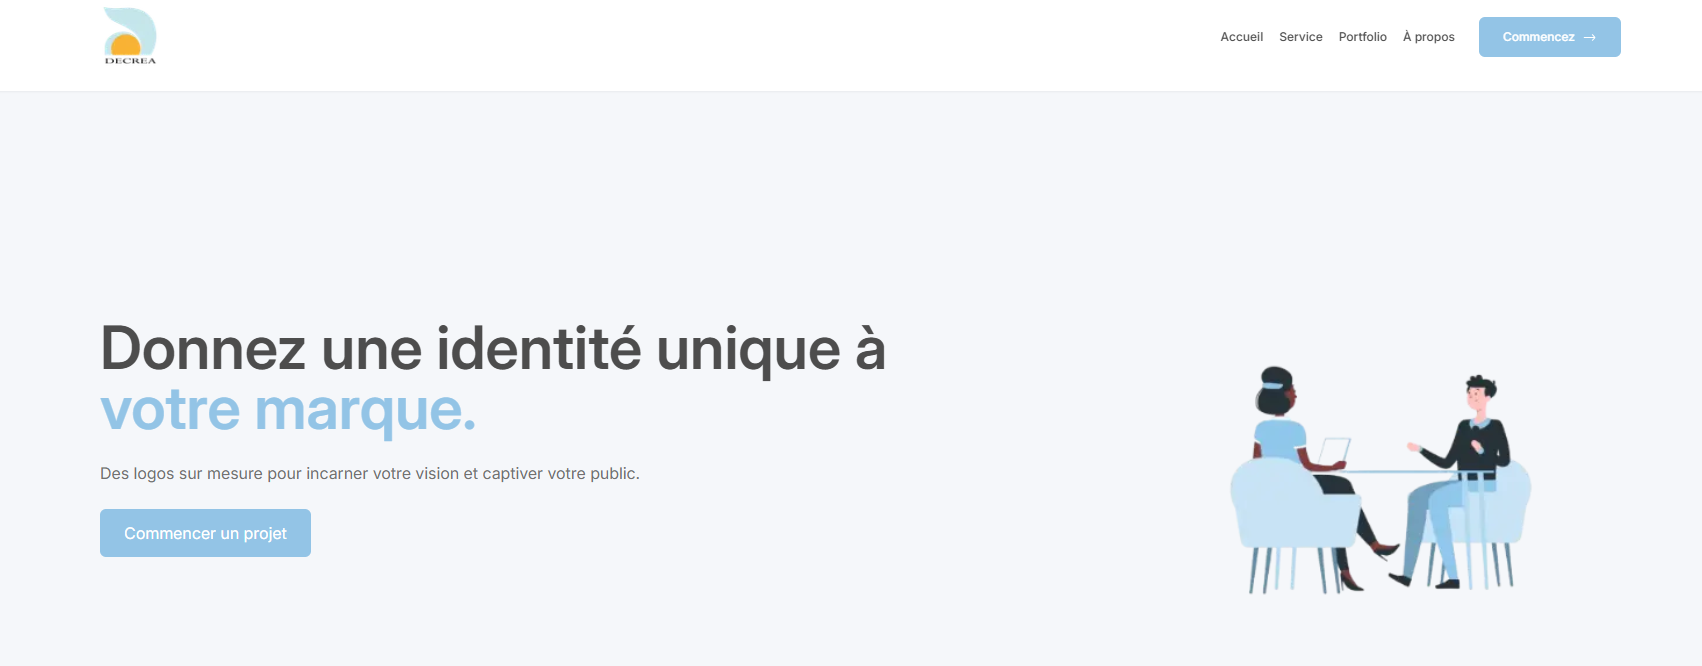 DECREA
Accueil Service Portfolio À propos Commencez →
Donnez une identité unique à
votre marque.
Des logos sur mesure pour incarner votre vision et captiver votre public.
Commencer un projet